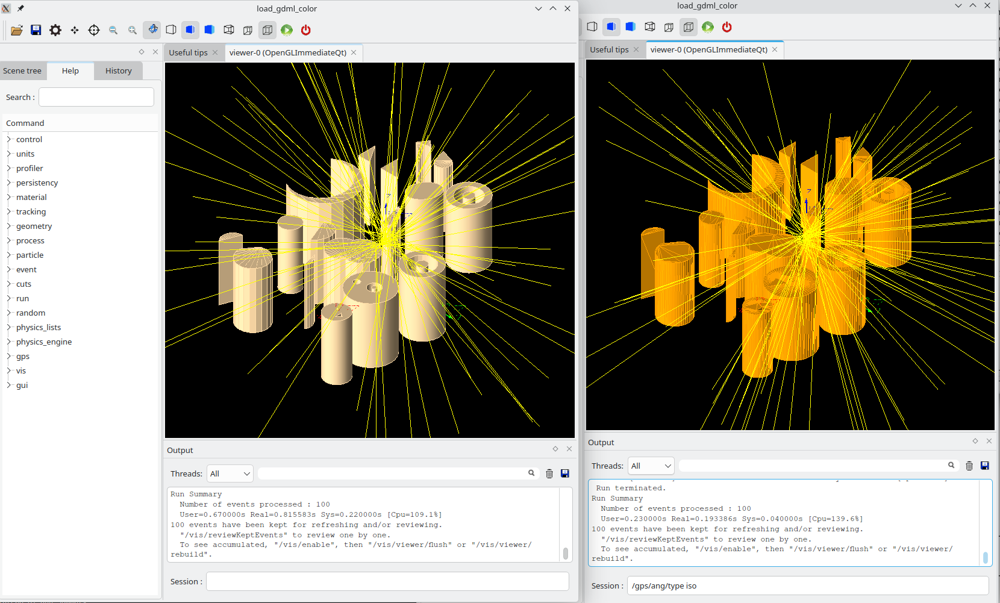 load_gdml_color
Useful tips
viewer-0 (OpenGLImmediateQt)
Scene tree
Help
History
Search :
Command
control
units
profiler
persistency
material
tracking
geometry
process
particle
event
cuts
run
random
physics_lists
physics_engine
gps
vis
gui
z
Output
Threads:
All
Run Summary
Number of events processed : 100
User=0.670000s Real=0.815583s Sys=0.220000s [Cpu=109.1%]
100 events have been kept for refreshing and/or reviewing.
"/vis/reviewKeptEvents" to review one by one.
To see accumulated, "/vis/enable", then "/vis/viewer/flush" or "/vis/viewer/
rebuild".
Session :
load_gdml_color
Useful tips
viewer-0 (OpenGLImmediateQt)
z
Output
Threads:
All
Run terminated.
Run Summary
Number of events processed : 100
User=0.230000s Real=0.193386s Sys=0.040000s [Cpu=139.6%]
100 events have been kept for refreshing and/or reviewing.
"/vis/reviewKeptEvents" to review one by one.
To see accumulated, "/vis/enable", then "/vis/viewer/flush" or "/vis/viewer/
rebuild".
Session :
/gps/ang/type iso